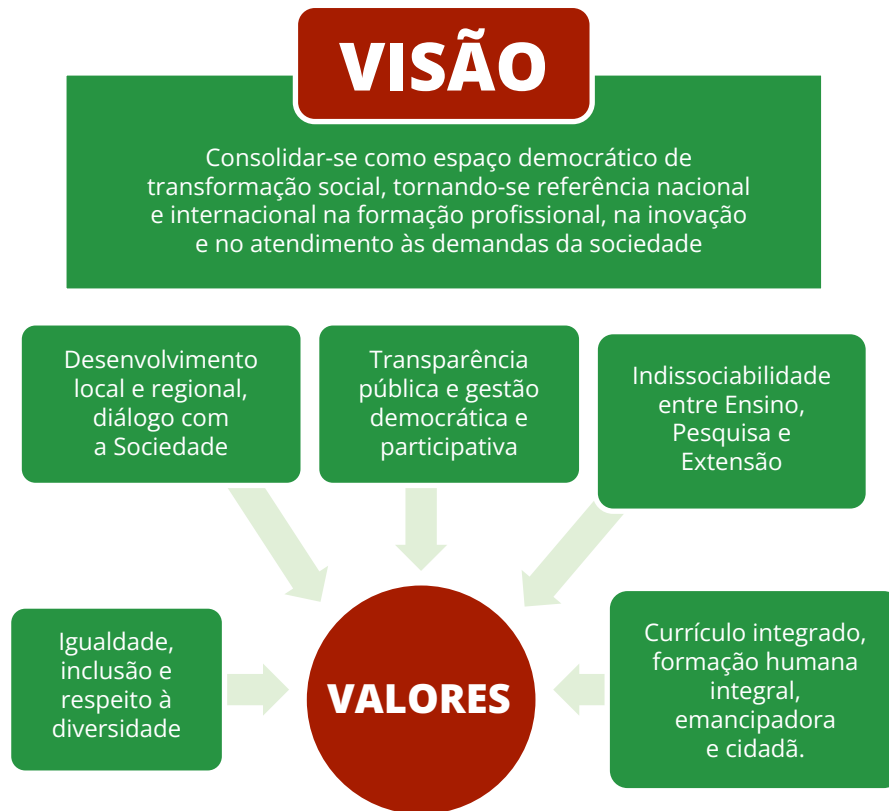 VISÃO
Consolidar-se como espaço democrático de
transformação social, tornando-se referência nacional
e internacional na formação profissional, na inovação
e no atendimento às demandas da sociedade
Desenvolvimento
local e regional,
diálogo com
a Sociedade
Transparência
pública e gestão
democrática e
participativa
Indissociabilidade
entre Ensino,
Pesquisa e
Extensão
Igualdade,
inclusão e
respeito à
diversidade
VALORES
Currículo integrado,
formação humana
integral,
emancipadora
e cidadã.